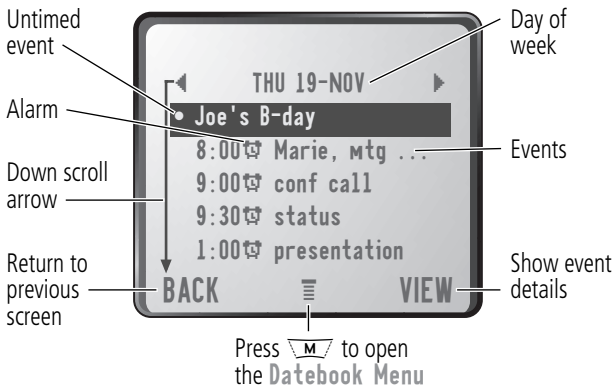 Untimed
event
Day of
week
THU 19-NOV
Joe's B-day
Alarm
8:00 Marie, Mtg ...
Events
9:00 conf call
Down scroll
arrow
9:30 status
1:00 presentation
Return to
previous
screen
BACK
VIEW
Show event
details
Press M to open
the Datebook Menu